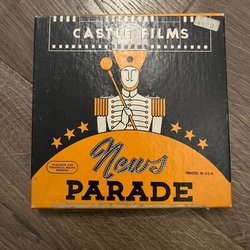 CASTLE FILMS
News
PRINTED IN U.S.A.
PARADE